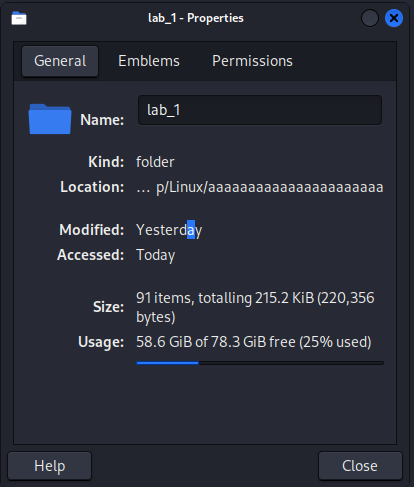 lab_1 - Properties
General Emblems Permissions
Name: lab_1
Kind: folder
Location: ... p/Linux/aaaaaaaaaaaaaaaaaaaaaa
Modified: Yesterday
Accessed: Today
Size: 91 items, totalling 215.2 KiB (220,356
bytes)
Usage: 58.6 GiB of 78.3 GiB free (25% used)
Help Close